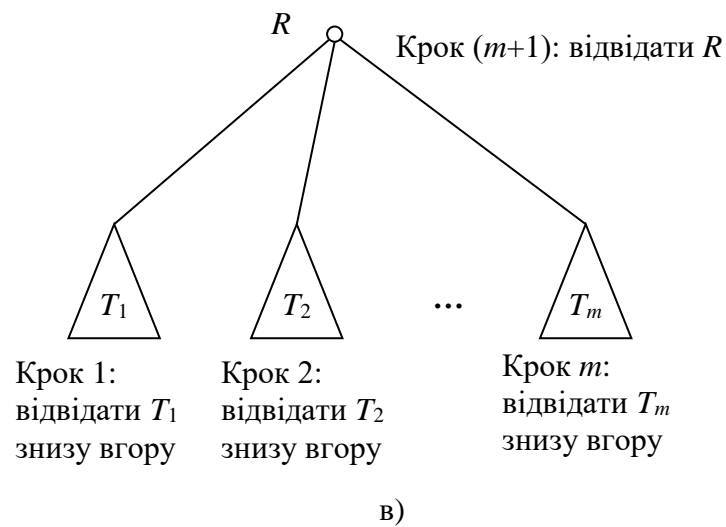 R
Крок (m+1): відвідати R
T1 T2 ... Tm
Крок 1:
відвідати T1
знизу вгору
Крок 2:
відвідати T2
знизу вгору
Крок m:
відвідати Tm
знизу вгору
в)